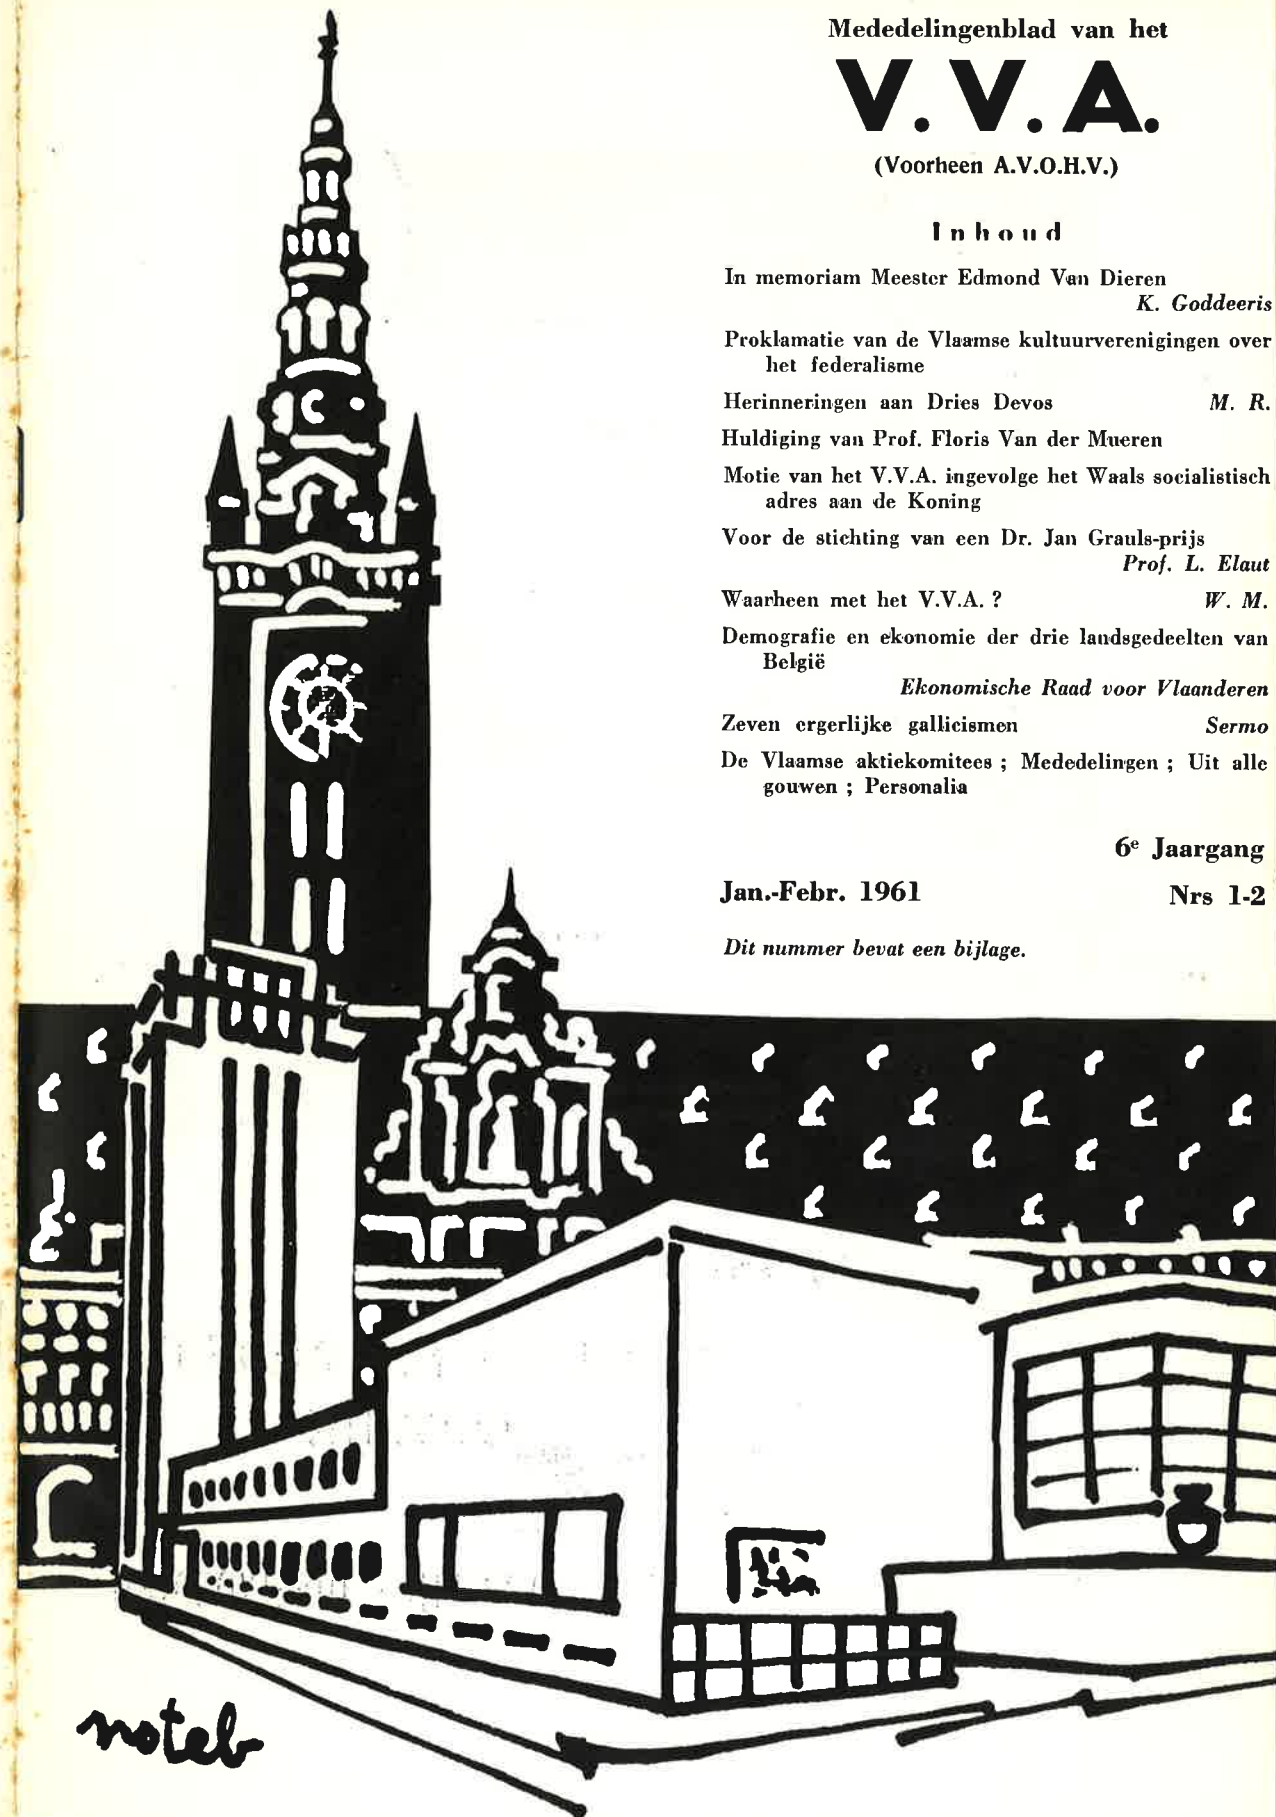 Mededelingenblad van het
V.V.A.
(Voorheen A.V.O.H.V.)
Inhoud
In memoriam Meester Edmond Van Dieren
K. Goddeeris
Proklamatie van de Vlaamse kultuurverenigingen over
het federalisme
Herinneringen aan Dries Devos M. R.
Huldiging van Prof. Floris Van der Mueren
Motie van het V.V.A. ingevolge het Waals socialistisch
adres aan de Koning
Voor de stichting van een Dr. Jan Grauls-prijs
Prof. L. Elaut
Waarheen met het V.V.A. ? W. M.
Demografie en ekonomie der drie landsgedeelten van
België
Ekonomische Raad voor Vlaanderen
Zeven ergerlijke gallicismen Sermo
De Vlaamse aktiekomitees ; Mededelingen ; Uit alle
gouwen ; Personalia
6e Jaargang
Jan.-Febr. 1961 Nrs 1-2
Dit nummer bevat een bijlage.
noteb